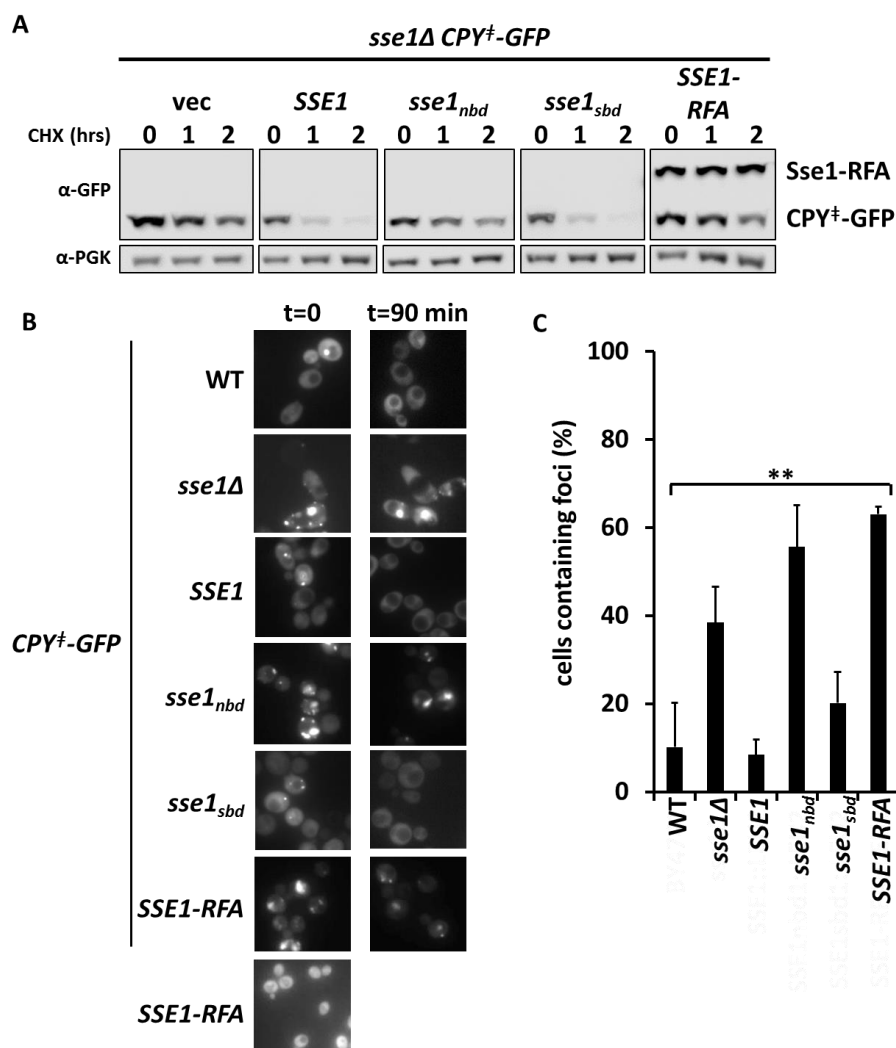 A
sse1Δ CPY‡-GFP
vec SSE1 sse1nbd sse1sbd SSE1-
RFA
CHX (hrs) 0 1 2 0 1 2 0 1 2 0 1 2 0 1 2
α-GFP
Sse1-RFA
CPY‡-GFP
α-PGK
B
t=0 t=90 min
CPY‡-GFP
WT
sse1Δ
SSE1
sse1nbd
sse1sbd
SSE1-RFA
SSE1-RFA
C
cells containing foci (%)
100
80
60
40
20
0
**
WT
sse1Δ
SSE1
sse1nbd
sse1sbd
SSE1-RFA